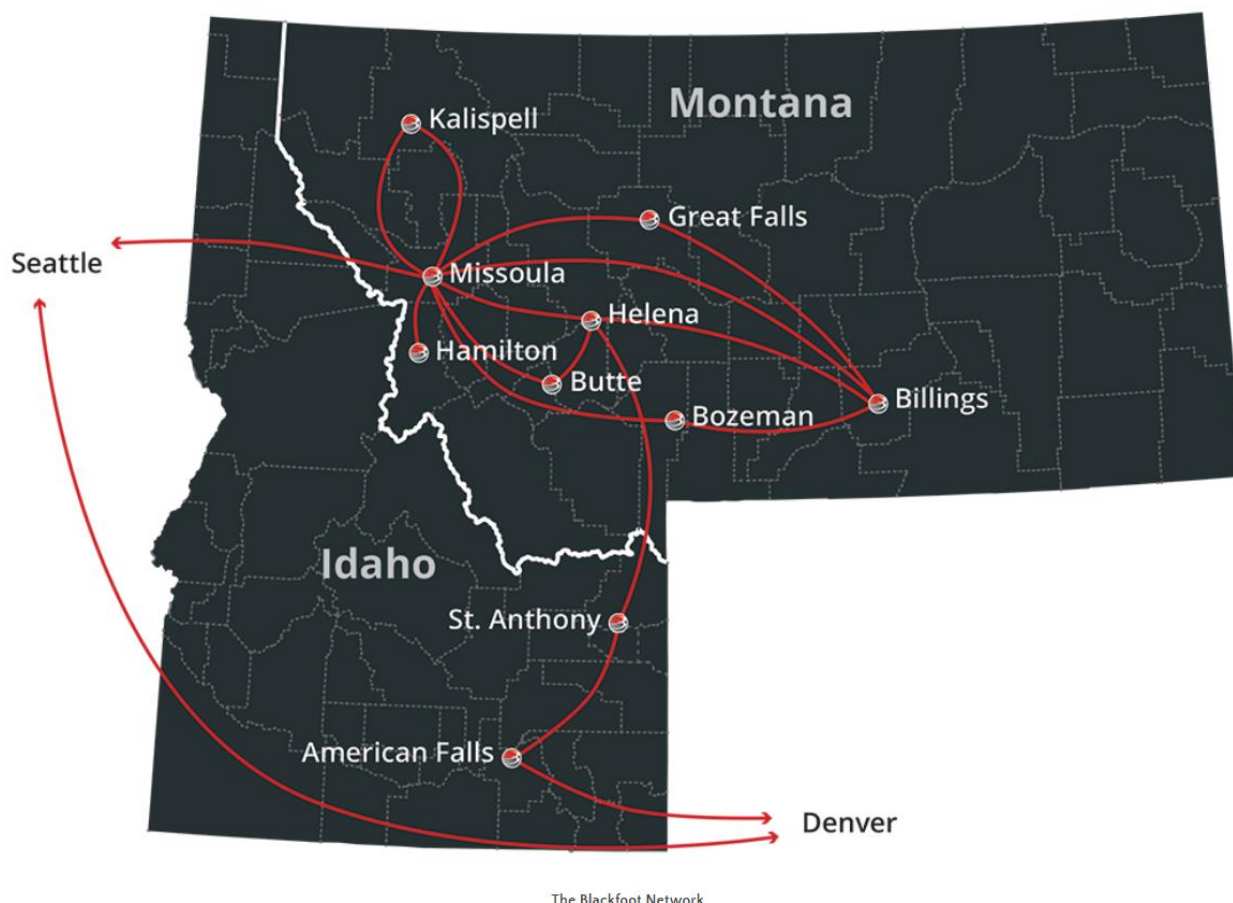 Montana
Kalispell
Great Falls
Seattle
Missoula
Helena
Hamilton
Butte
Billings
Bozeman
Idaho
St. Anthony
American Falls
Denver
The Blackfoot Network